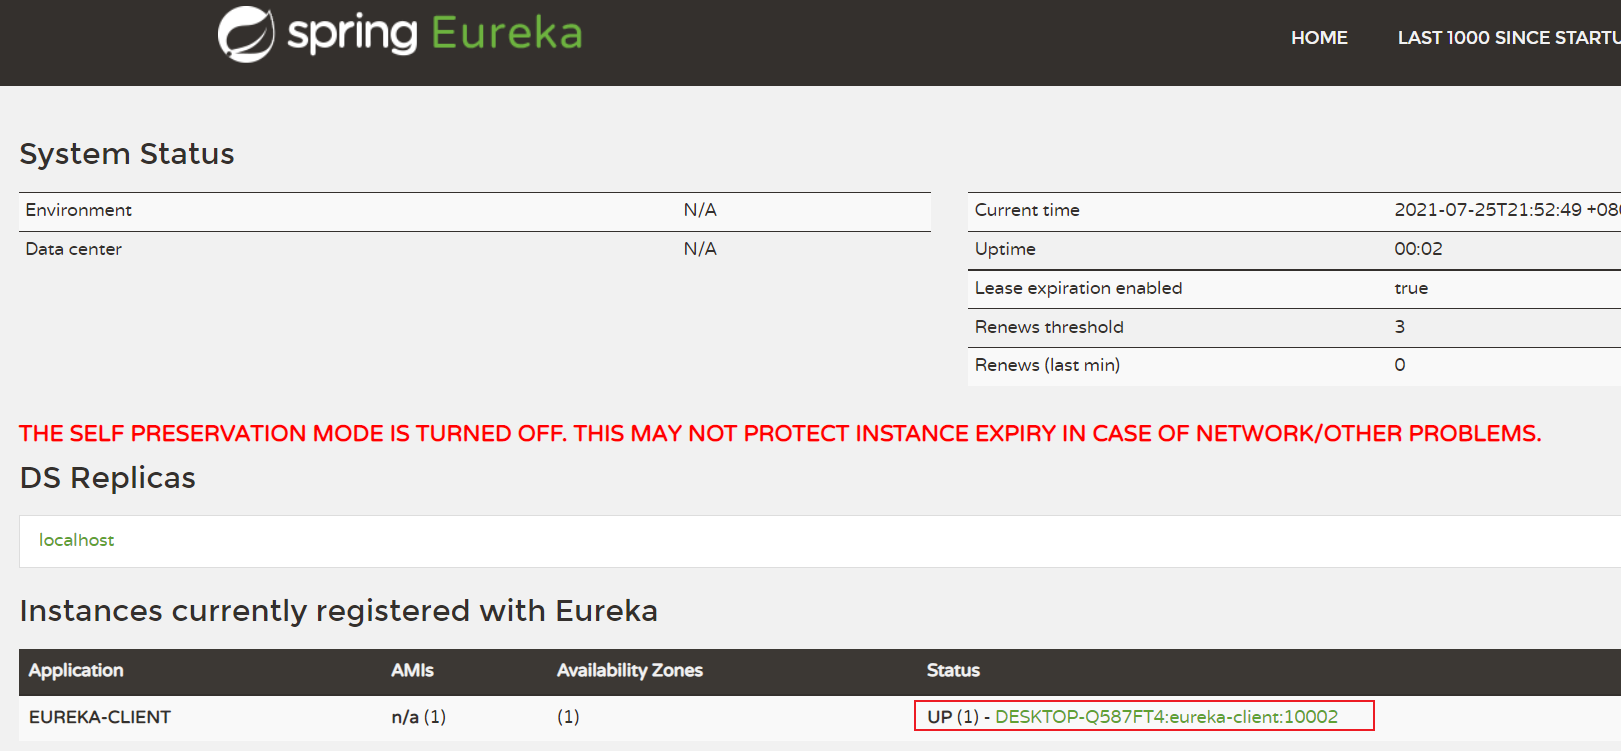 spring Eureka
HOME LAST 1000 SINCE STARTU
System Status
Environment N/A
Data center N/A
Current time 2021-07-25T21:52:49 +080
Uptime 00:02
Lease expiration enabled true
Renews threshold 3
Renews (last min) 0
THE SELF PRESERVATION MODE IS TURNED OFF. THIS MAY NOT PROTECT INSTANCE EXPIRY IN CASE OF NETWORK/OTHER PROBLEMS.
DS Replicas
localhost
Instances currently registered with Eureka
Application AMIs Availability Zones Status
EUREKA-CLIENT n/a (1) (1) UP (1) - DESKTOP-Q587FT4:eureka-client:10002